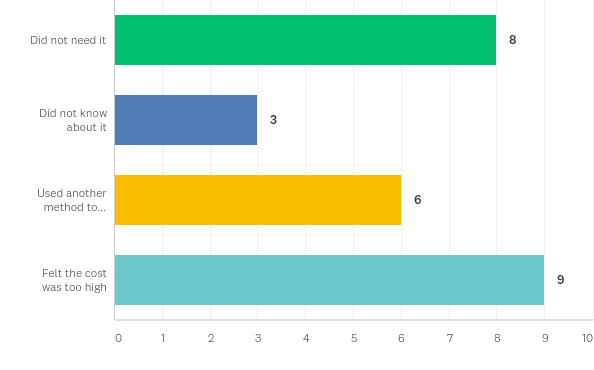 Did not need it
8
Did not know
about it
3
Used another
method to...
6
Felt the cost
was too high
9
0 1 2 3 4 5 6 7 8 9 10